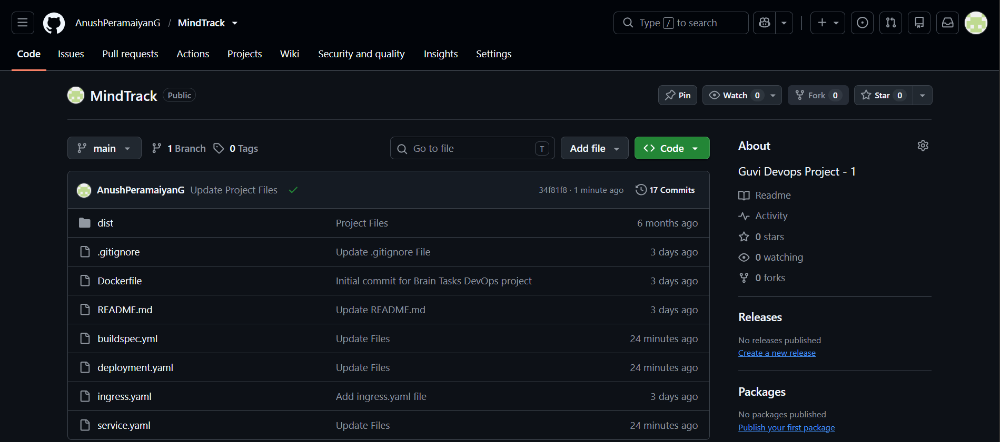 AnushPeramaiyanG / MindTrack
Type / to search
Code Issues Pull requests Actions Projects Wiki Security and quality Insights Settings
MindTrack Public
Pin Watch 0 Fork 0 Star 0
main 1 Branch 0 Tags Go to file T Add file Code
AnushPeramaiyanG Update Project Files 34f81f8 · 1 minute ago 17 Commits
dist Project Files 6 months ago
.gitignore Update .gitignore File 3 days ago
Dockerfile Initial commit for Brain Tasks DevOps project 3 days ago
README.md Update README.md 3 days ago
buildspec.yml Update Files 24 minutes ago
deployment.yaml Update Files 24 minutes ago
ingress.yaml Add ingress.yaml file 3 days ago
service.yaml Update Files 24 minutes ago
About
Guvi Devops Project - 1
Readme
Activity
0 stars
0 watching
0 forks
Releases
No releases published
Create a new release
Packages
No packages published
Publish your first package